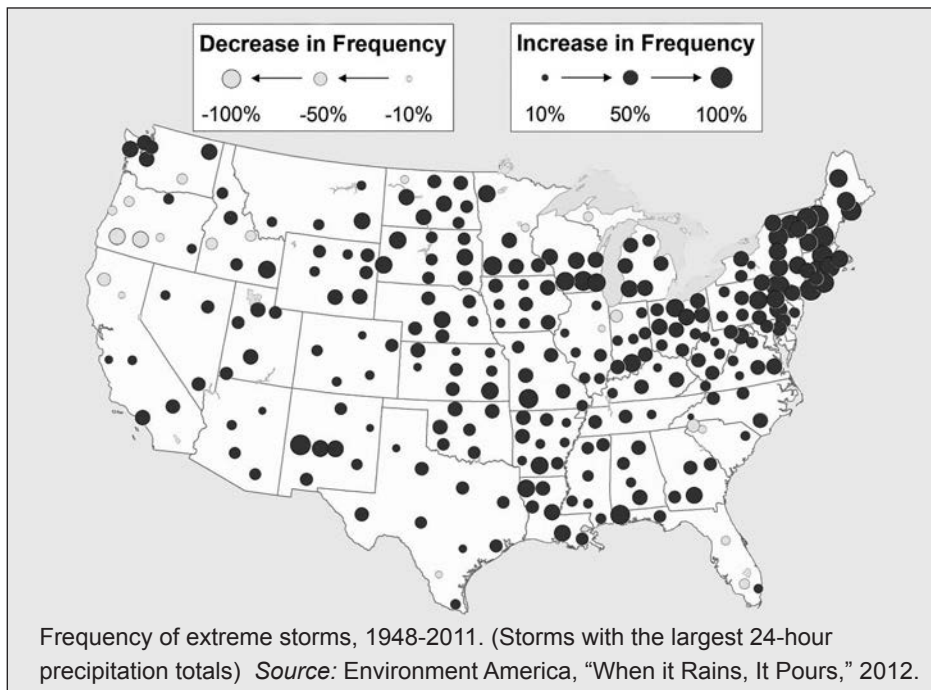 Decrease in Frequency
-100% -50% -10%
Increase in Frequency
10% 50% 100%
Frequency of extreme storms, 1948-2011. (Storms with the largest 24-hour
precipitation totals) Source: Environment America, “When it Rains, It Pours,” 2012.